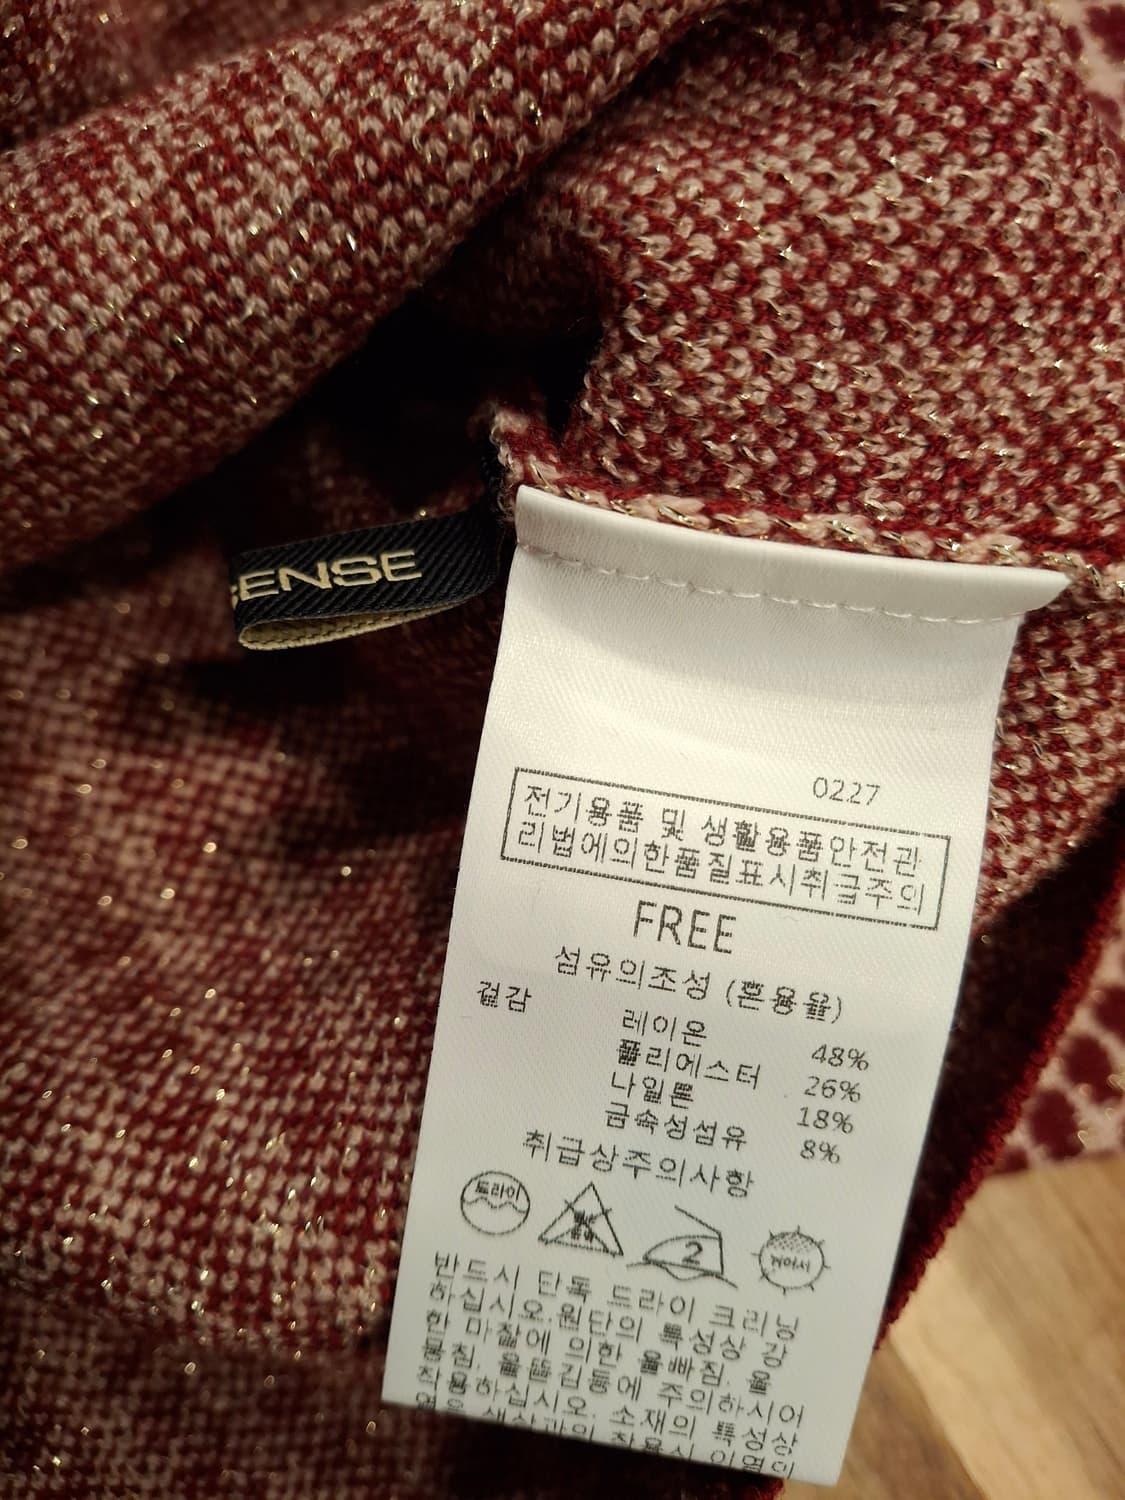 ENSE
0227
전기용품 및 생활용품안전관
리법에의한품질표시취급주의
FREE
섬유의조성 (혼용율)
겉감
레이온 48%
폴리에스터 26%
나일론 18%
금속성섬유 8%
취급상주의사항
드라이
2
뉘어서
반드시 단독 드라이 크리닝
하십시오.원단의 특성상 강
한 마찰에 의한 올빠짐. 올
뭉침. 올뜯김등에 주의하시어
착용하십시오. 소재의 특성상